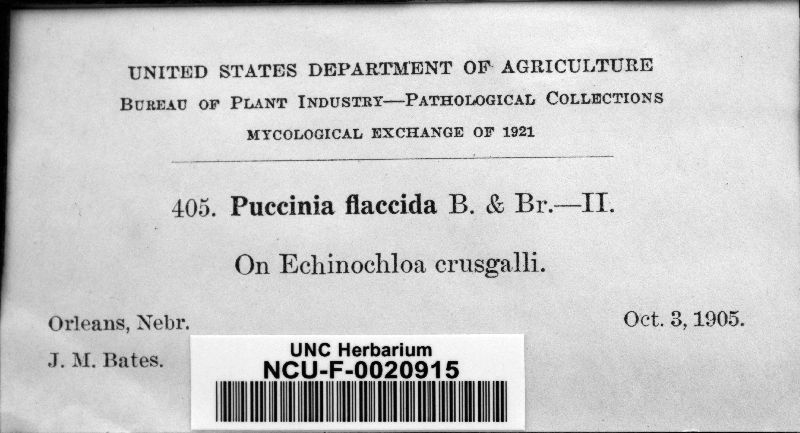 UNITED STATES DEPARTMENT OF AGRICULTURE
BUREAU OF PLANT INDUSTRY—PATHOLOGICAL COLLECTIONS
MYCOLOGICAL EXCHANGE OF 1921
405. Puccinia flaccida B. & Br.—II.
On Echinochloa crusgalli.
Orleans, Nebr.
Oct. 3, 1905.
J. M. Bates.
UNC Herbarium
NCU-F-0020915